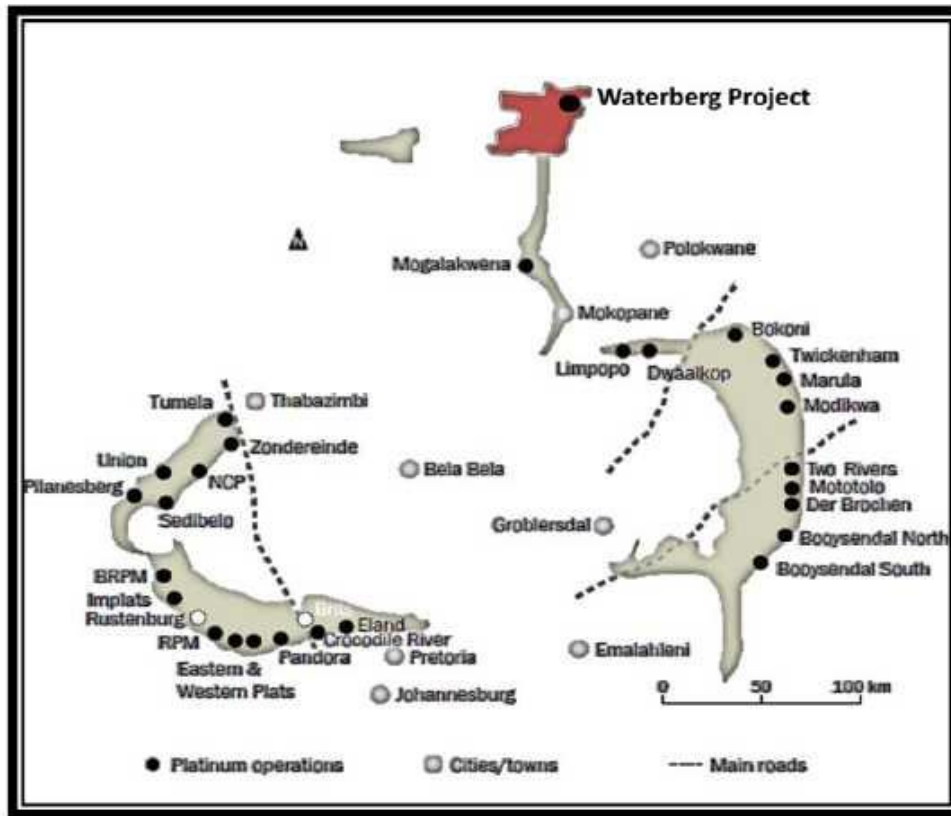 Waterberg Project
N
Polokwane
Mogalakwena
Mokopane
Bokoni
Limpopo
Dwaalkop
Twickenham
Marula
Modikwa
Tumela
Thabazimbi
Zondereinde
Union
NCP
Bela Bela
Two Rivers
Pilanesberg
Mototolo
Sedibelo
Der Brochen
Groblersdal
Booysendal North
Booysendal South
BRPM
Implats
Rustenburg
Eland
RPM
Crocodile River
Pandora
Pretoria
Emalahleni
Eastern &
Western Plats
Johannesburg
0 50 100 km
Platinum operations
Cities/towns
Main roads